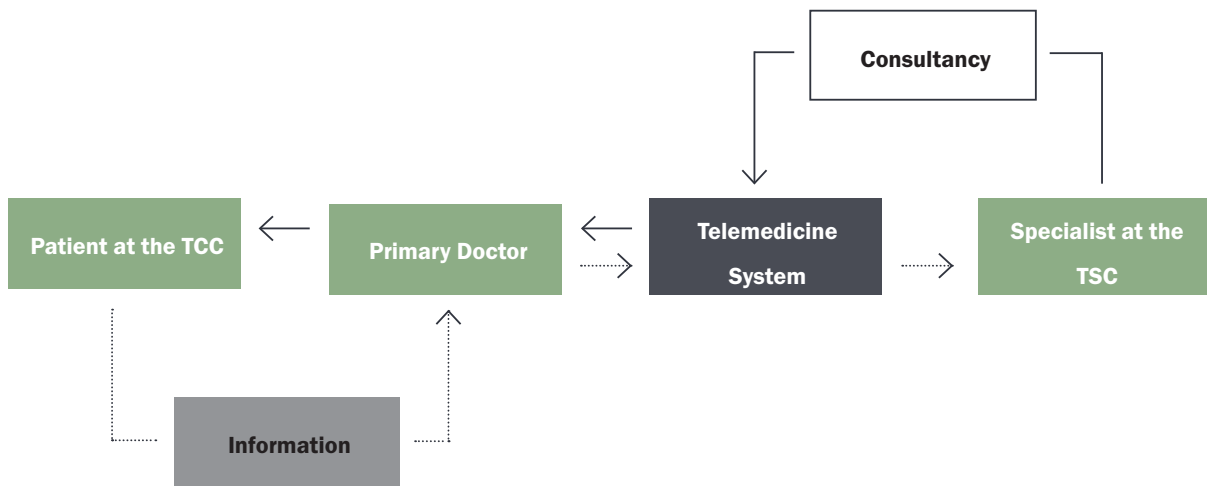 Consultancy
Patient at the TCC
Primary Doctor
Telemedicine
System
Specialist at the
TSC
Information